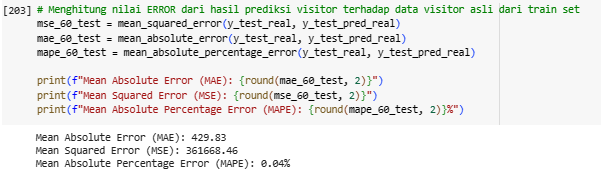 [203] # Menghitung nilai ERROR dari hasil prediksi visitor terhadap data visitor asli dari train set
mse_60_test = mean_squared_error(y_test_real, y_test_pred_real)
mae_60_test = mean_absolute_error(y_test_real, y_test_pred_real)
mape_60_test = mean_absolute_percentage_error(y_test_real, y_test_pred_real)
print(f"Mean Absolute Error (MAE): {round(mae_60_test, 2)}")
print(f"Mean Squared Error (MSE): {round(mse_60_test, 2)}")
print(f"Mean Absolute Percentage Error (MAPE): {round(mape_60_test, 2)}%")
Mean Absolute Error (MAE): 429.83
Mean Squared Error (MSE): 361668.46
Mean Absolute Percentage Error (MAPE): 0.04%